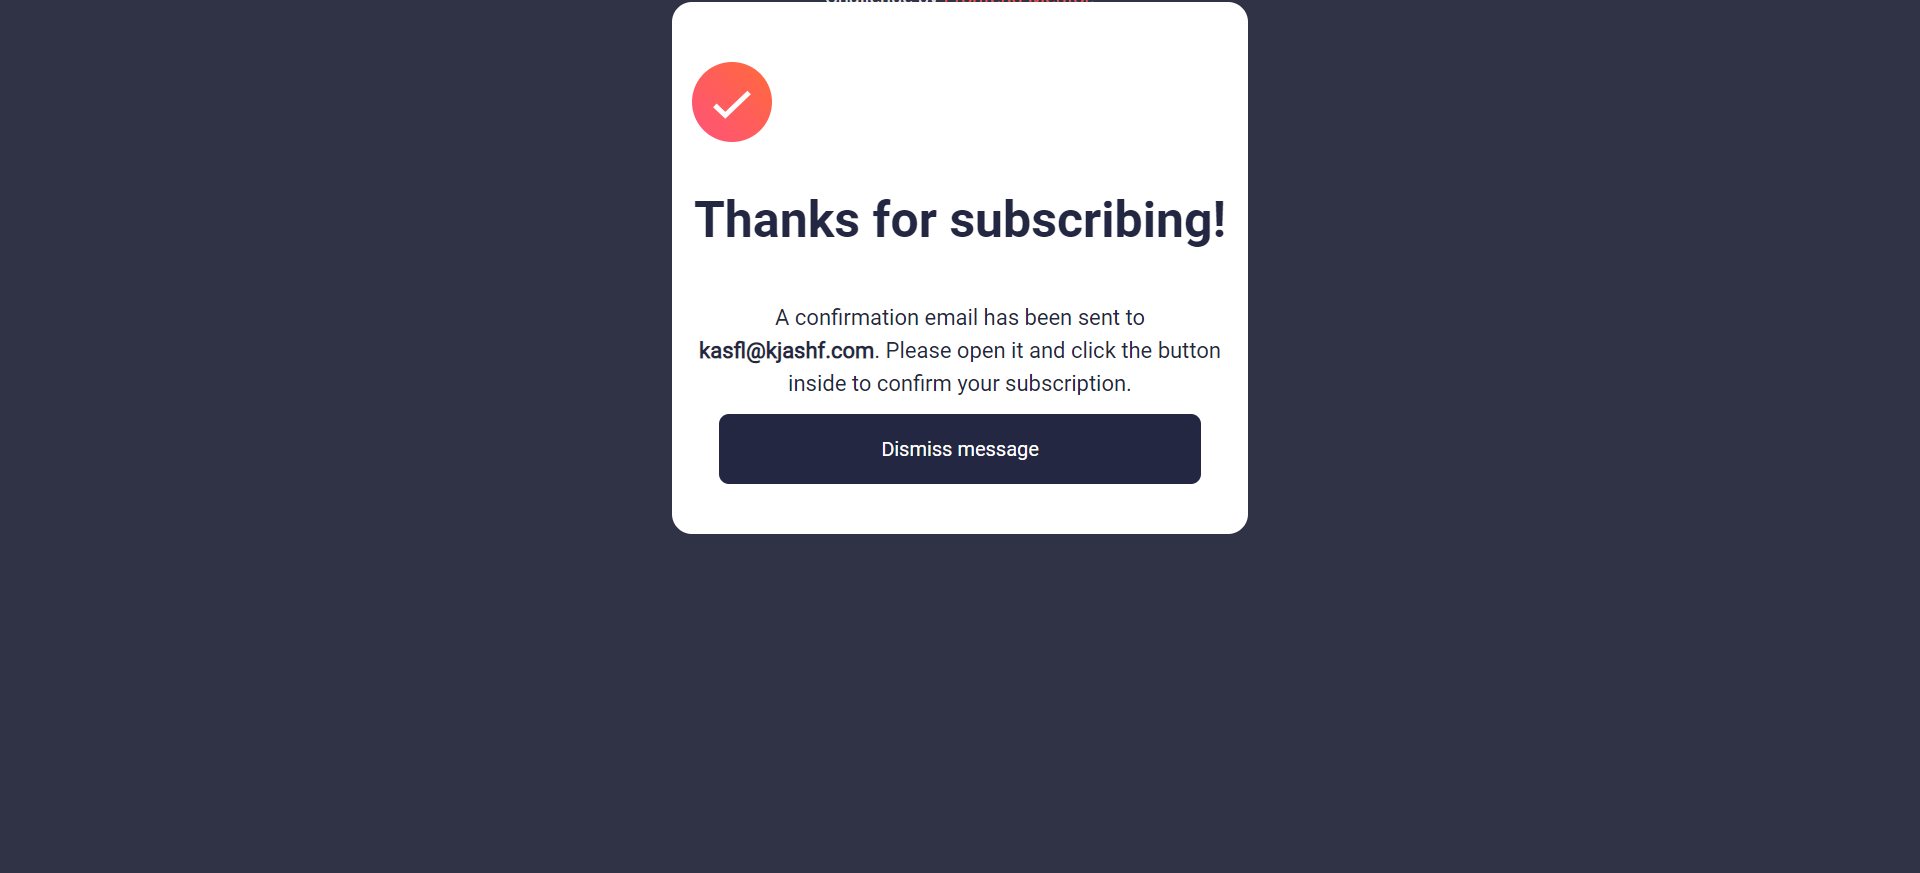 Thanks for subscribing!
A confirmation email has been sent to
kasfl@kjashf.com. Please open it and click the button
inside to confirm your subscription.
Dismiss message